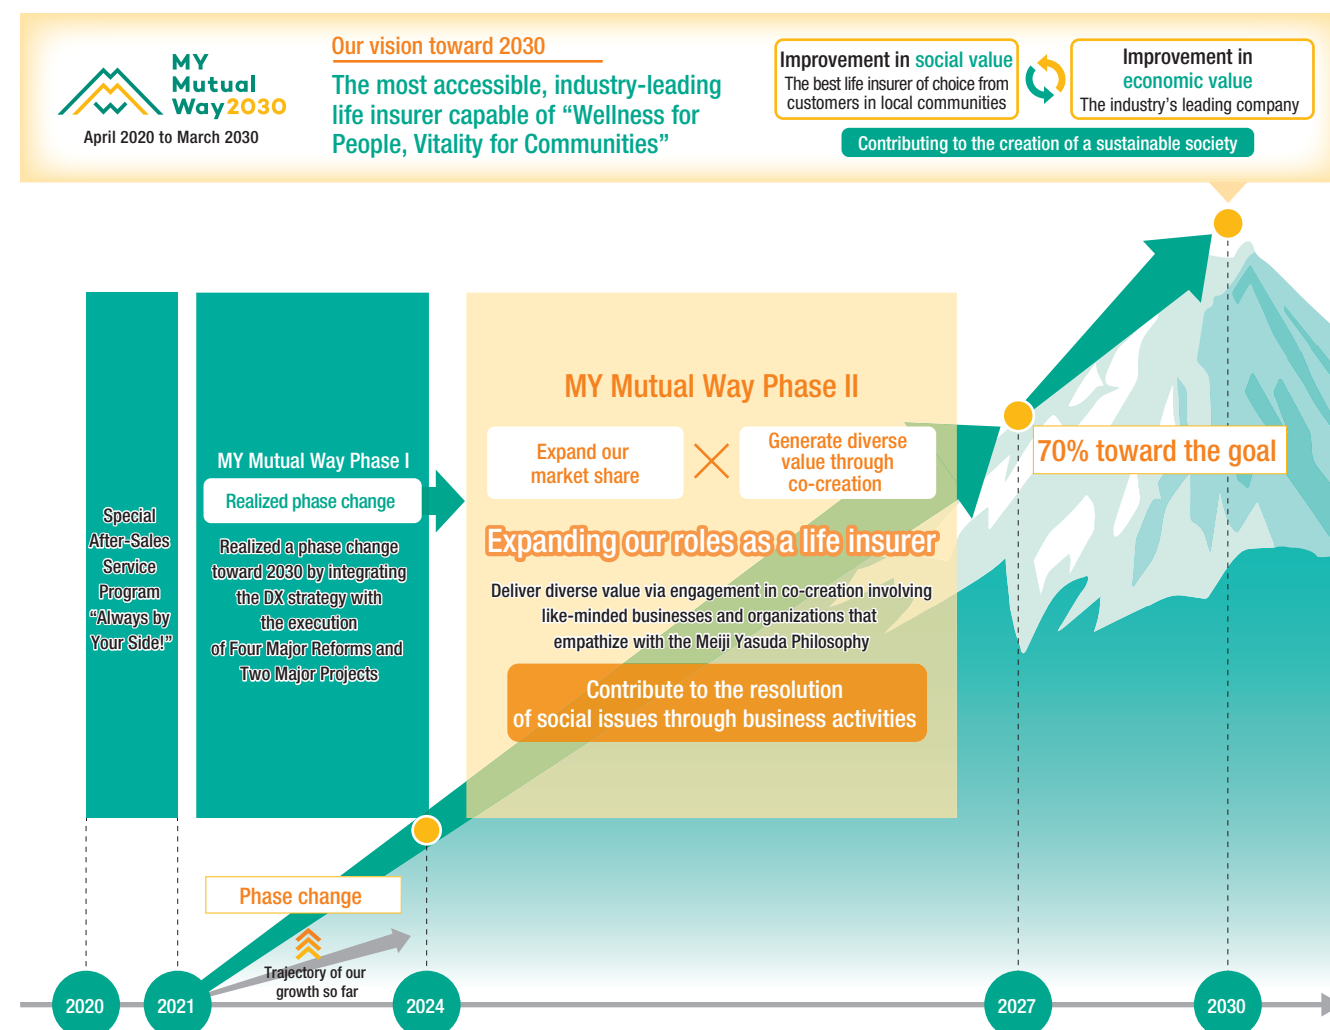 MY
Mutual
Way2030
April 2020 to March 2030
Our vision toward 2030
The most accessible, industry-leading
life insurer capable of “Wellness for
People, Vitality for Communities”
Improvement in social value
The best life insurer of choice from
customers in local communities
Improvement in
economic value
The industry’s leading company
Contributing to the creation of a sustainable society
Special
After-Sales
Service
Program
“Always by
Your Side!”
MY Mutual Way Phase I
Realized phase change
Realized a phase change
toward 2030 by integrating
the DX strategy with
the execution
of Four Major Reforms and
Two Major Projects
MY Mutual Way Phase II
Expand our
market share
Generate diverse
value through
co-creation
Expanding our roles as a life insurer
Deliver diverse value via engagement in co-creation involving
like-minded businesses and organizations that
empathize with the Meiji Yasuda Philosophy
Contribute to the resolution
of social issues through business activities
70% toward the goal
Phase change
Trajectory of our
growth so far
2020
2021
2024
2027
2030